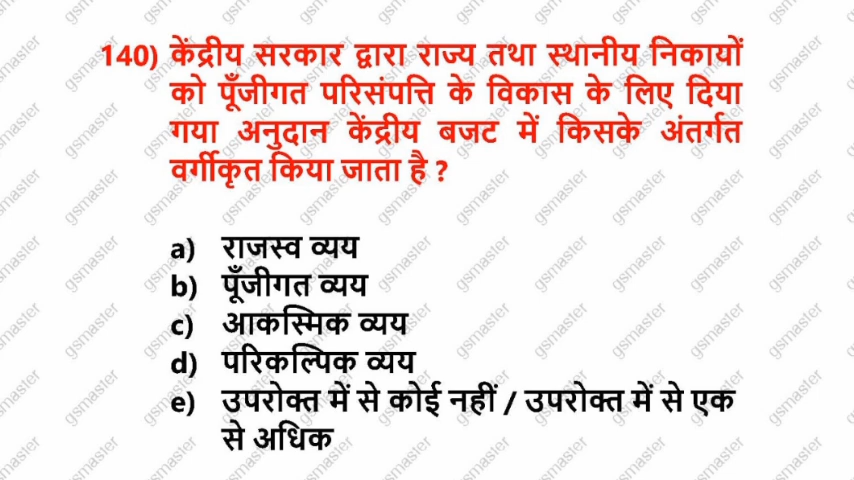 140) केंद्रीय सरकार द्वारा राज्य तथा स्थानीय निकायों
को पूँजीगत परिसंपत्ति के विकास के लिए दिया
गया अनुदान केंद्रीय बजट में किसके अंतर्गत
वर्गीकृत किया जाता है ?
a) राजस्व व्यय
b) पूँजीगत व्यय
c) आकस्मिक व्यय
d) परिकल्पिक व्यय
e) उपरोक्त में से कोई नहीं / उपरोक्त में से एक
से अधिक
gsmaster